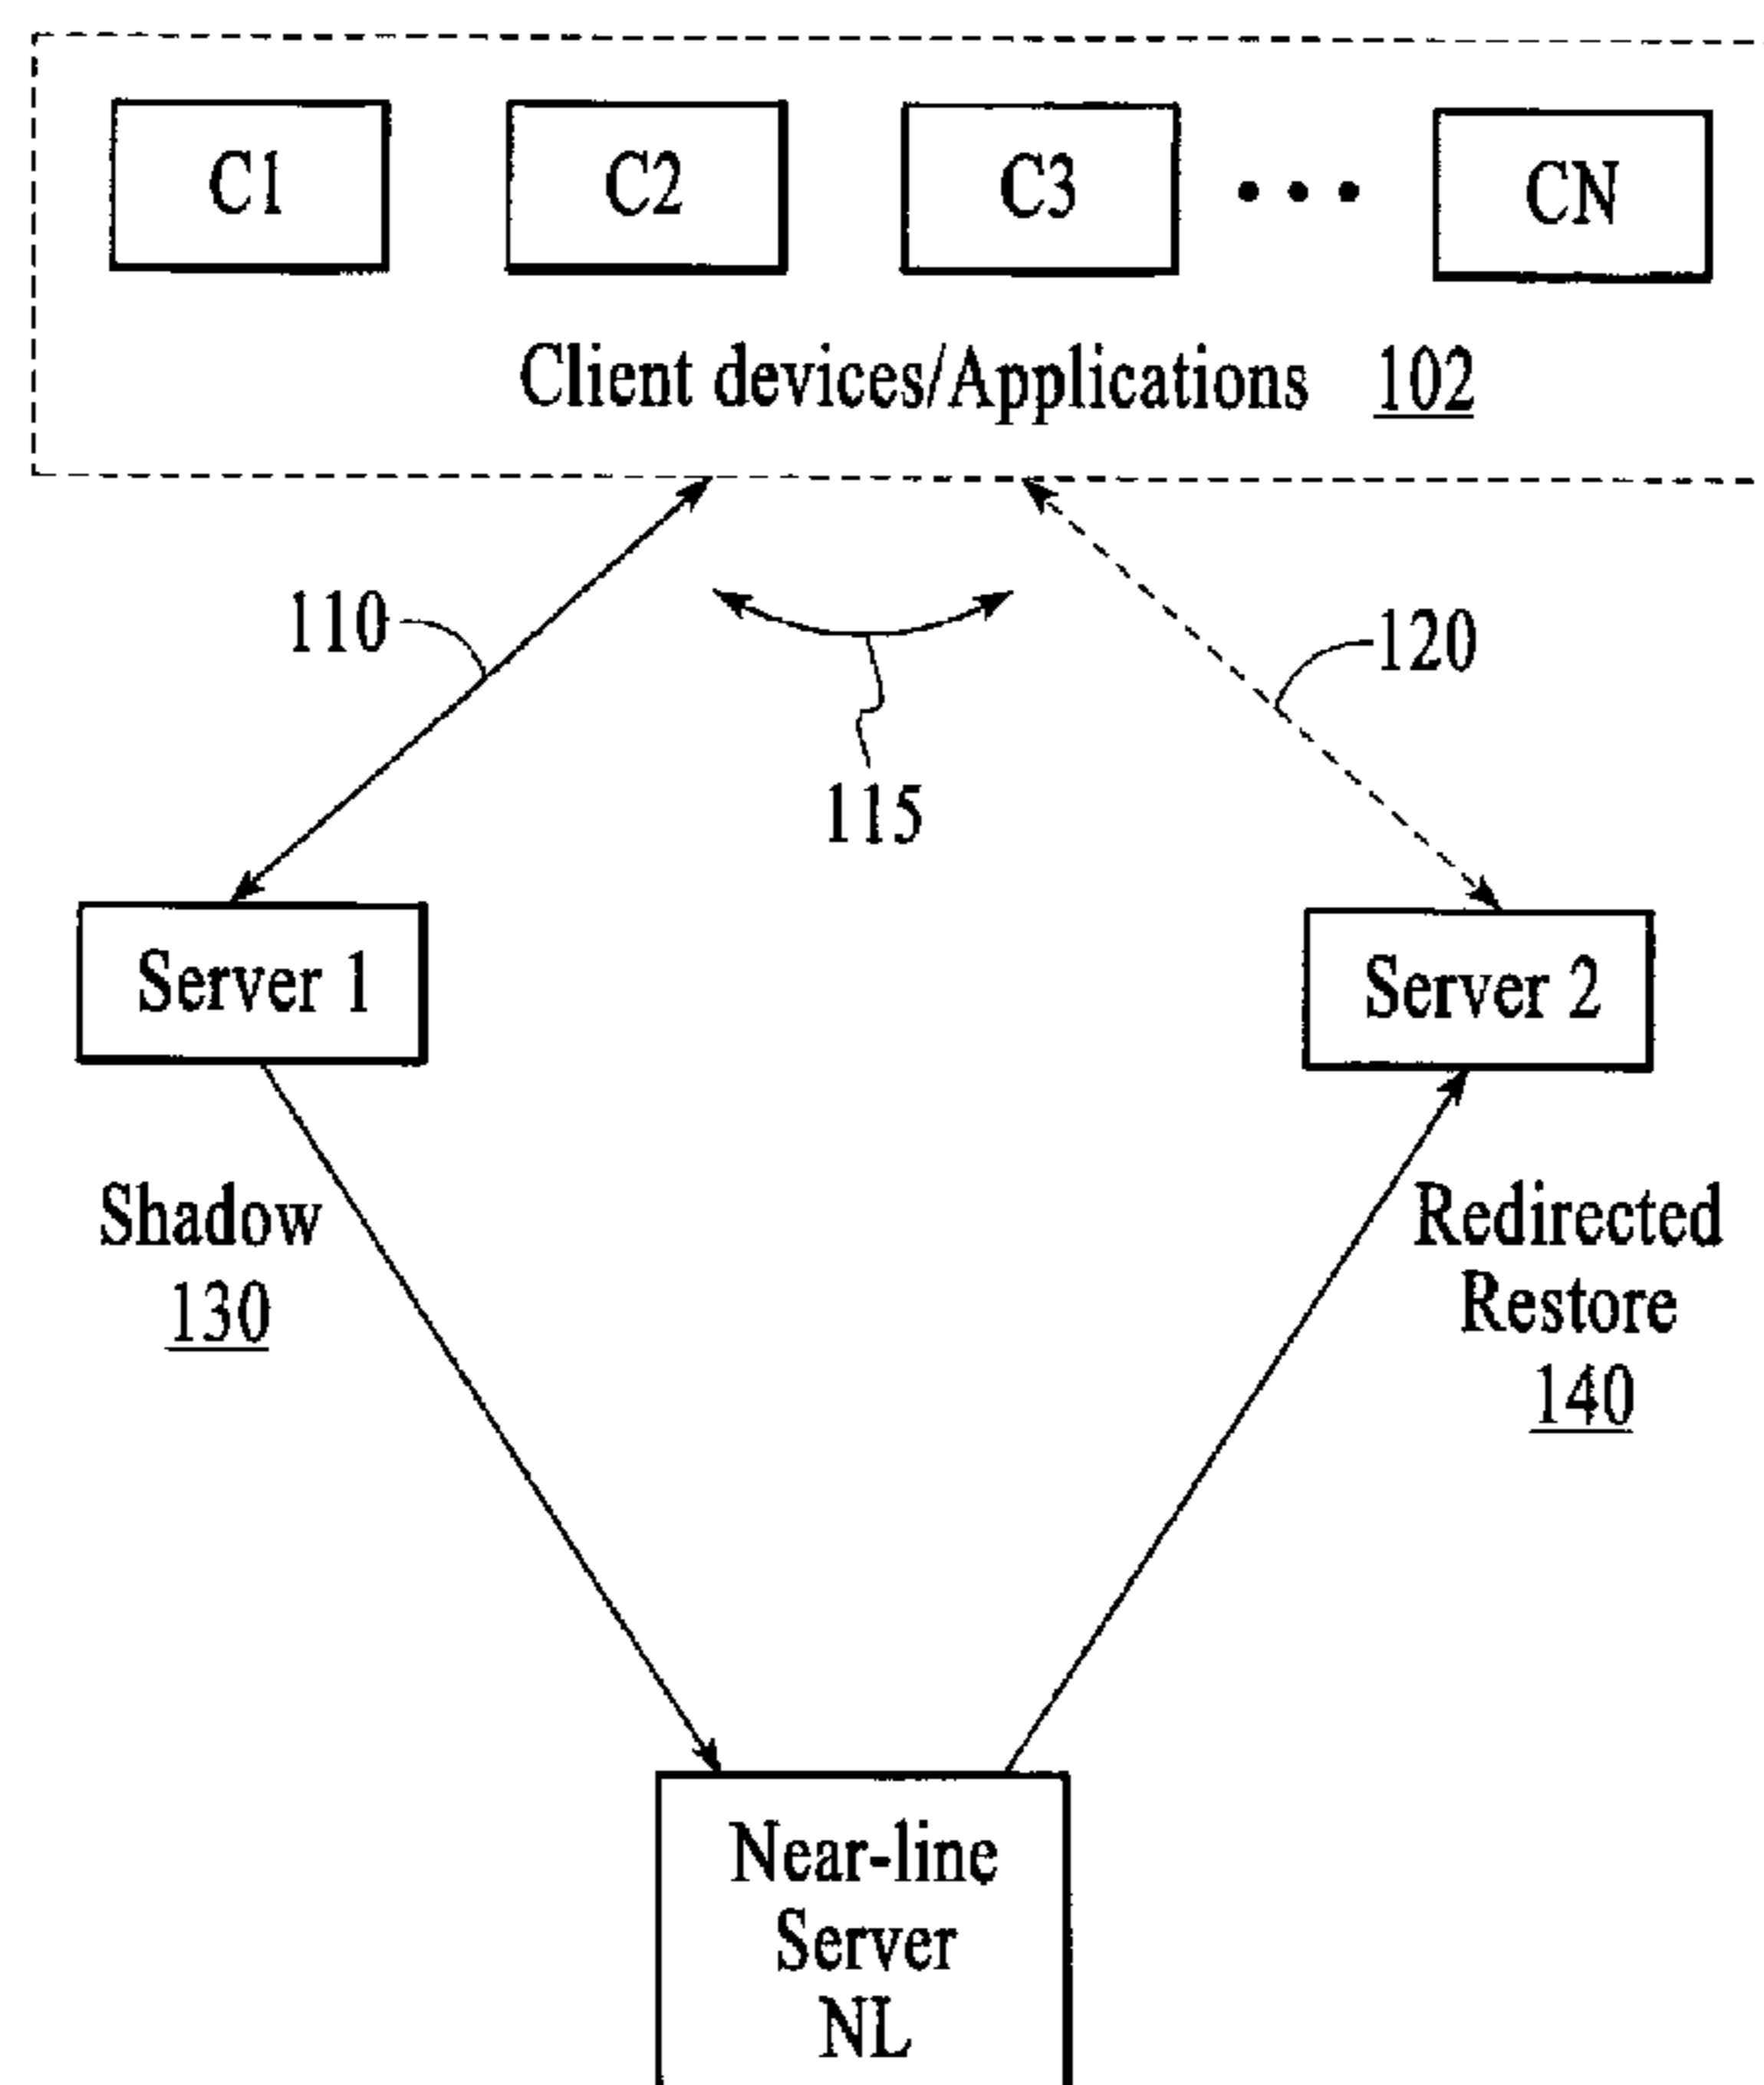 C1 C2 C3 CN
Client devices/Applications 102
110
120
115
Server 1
Server 2
Shadow
130
Redirected
Restore
140
Near-line
Server
NL